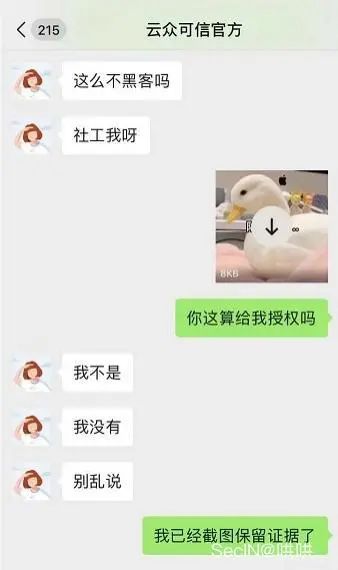 215
云众可信官方
这么不黑客吗
社工我呀
8KB
你这算给我授权吗
我不是
我没有
别乱说
我已经截图保留证据了